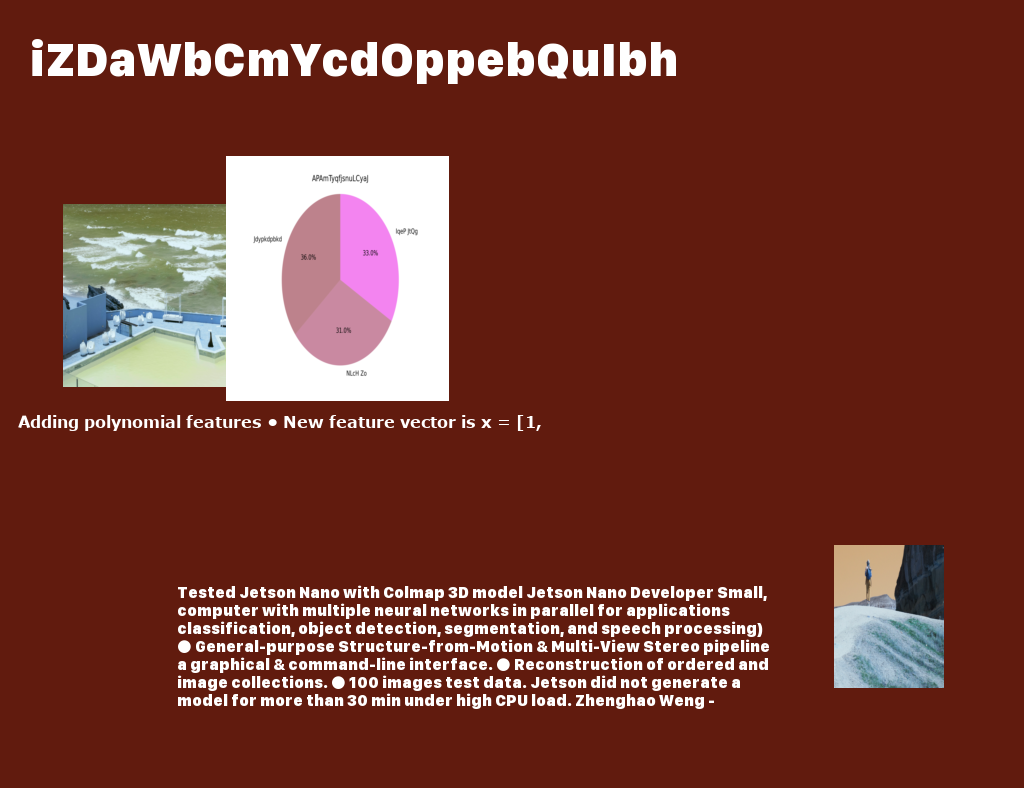 iZDaWbCmYcdOppebQuIbh
APAmTyqfjsnuLCyaJ
Jdypkdpbkd
IqeP JtQg
36.0%
33.0%
31.0%
NLcH Zo
Adding polynomial features • New feature vector is x = [1,
Tested Jetson Nano with Colmap 3D model Jetson Nano Developer Small,
computer with multiple neural networks in parallel for applications
classification, object detection, segmentation, and speech processing)
● General-purpose Structure-from-Motion & Multi-View Stereo pipeline
a graphical & command-line interface. ● Reconstruction of ordered and
image collections. ● 100 images test data. Jetson did not generate a
model for more than 30 min under high CPU load. Zhenghao Weng -